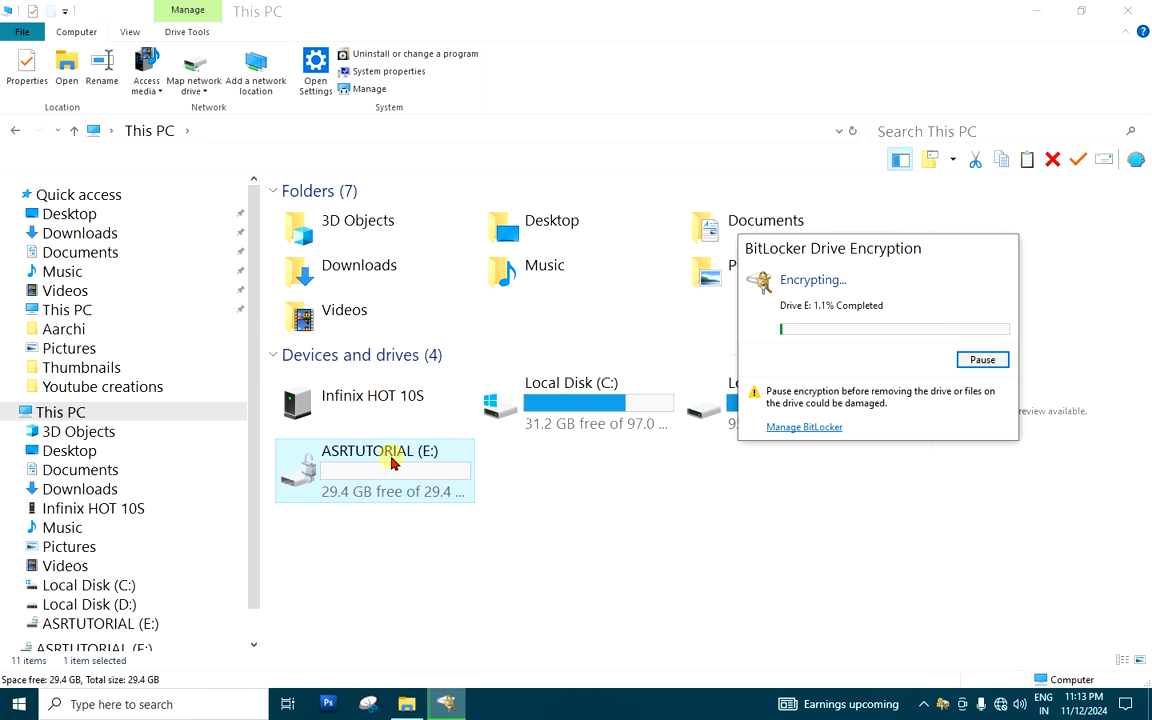 Manage
This PC
File
Computer
View
Drive Tools
Properties
Open
Rename
Access media
Map network drive
Add a network location
Open Settings
Uninstall or change a program
System properties
Manage
Location
Network
System
This PC
Search This PC
Quick access
Desktop
Downloads
Documents
Music
Videos
This PC
Aarchi
Pictures
Thumbnails
Youtube creations
This PC
3D Objects
Desktop
Documents
Downloads
Infinix HOT 10S
Music
Pictures
Videos
Local Disk (C:)
Local Disk (D:)
ASRTUTORIAL (E:)
ASRTUTORIAL (E:)
Folders (7)
3D Objects
Desktop
Documents
Downloads
Music
Videos
Devices and drives (4)
Infinix HOT 10S
Local Disk (C:)
31.2 GB free of 97.0 ...
ASRTUTORIAL (E:)
29.4 GB free of 29.4 ...
BitLocker Drive Encryption
Encrypting...
Drive E: 1.1% Completed
Pause
Pause encryption before removing the drive or files on
the drive could be damaged.
Manage BitLocker
review available.
11 items
1 item selected
Space free: 29.4 GB, Total size: 29.4 GB
Computer
Type here to search
Ps
Earnings upcoming
ENG
IN
11:13 PM
11/12/2024